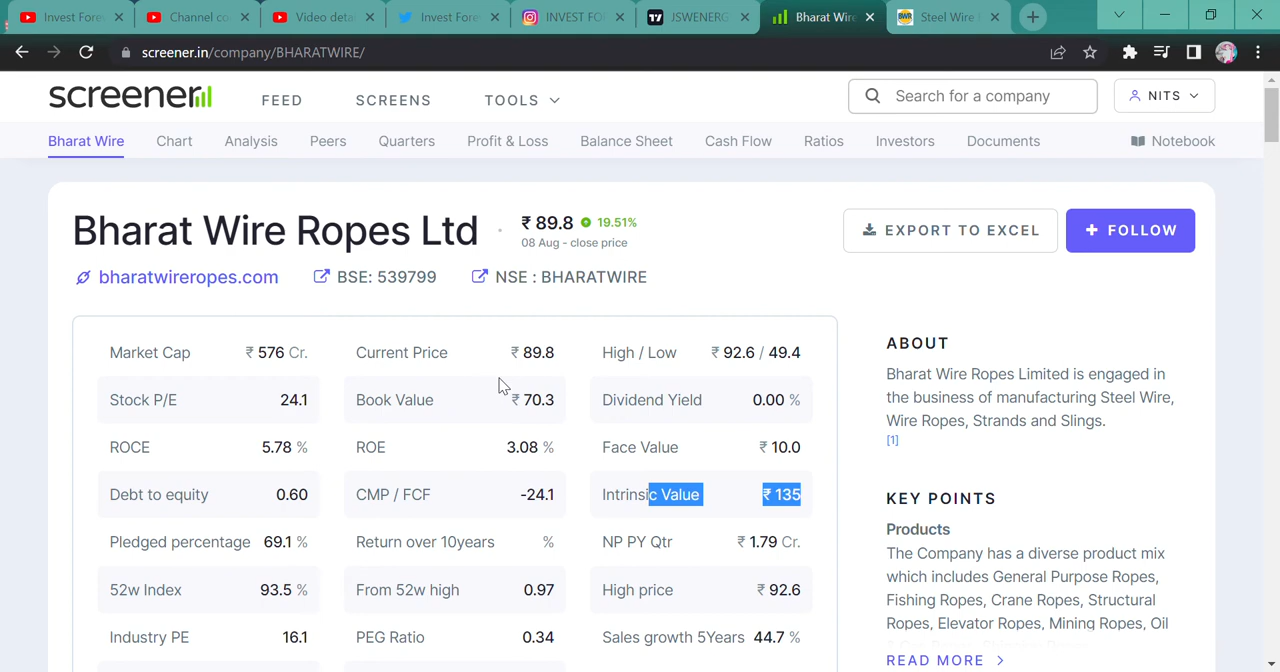 Invest Fore
Channel co
Video deta
Invest Fore
INVEST FO
JSWENERG
Bharat Wire
Steel Wire
screener.in/company/BHARATWIRE/
screener
FEED
SCREENS
TOOLS
Search for a company
NITS
Bharat Wire
Chart
Analysis
Peers
Quarters
Profit & Loss
Balance Sheet
Cash Flow
Ratios
Investors
Documents
Notebook
Bharat Wire Ropes Ltd
₹ 89.8 19.51%
08 Aug - close price
EXPORT TO EXCEL
FOLLOW
bharatwireropes.com
BSE: 539799
NSE : BHARATWIRE
Market Cap ₹ 576 Cr.
Current Price ₹ 89.8
High / Low ₹ 92.6 / 49.4
Stock P/E 24.1
Book Value ₹ 70.3
Dividend Yield 0.00 %
ROCE 5.78 %
ROE 3.08 %
Face Value ₹ 10.0
Debt to equity 0.60
CMP / FCF -24.1
Intrinsic Value ₹ 135
Pledged percentage 69.1 %
Return over 10years %
NP PY Qtr ₹ 1.79 Cr.
52w Index 93.5 %
From 52w high 0.97
High price ₹ 92.6
Industry PE 16.1
PEG Ratio 0.34
Sales growth 5Years 44.7 %
ABOUT
Bharat Wire Ropes Limited is engaged in
the business of manufacturing Steel Wire,
Wire Ropes, Strands and Slings.
[1]
KEY POINTS
Products
The Company has a diverse product mix
which includes General Purpose Ropes,
Fishing Ropes, Crane Ropes, Structural
Ropes, Elevator Ropes, Mining Ropes, Oil
READ MORE